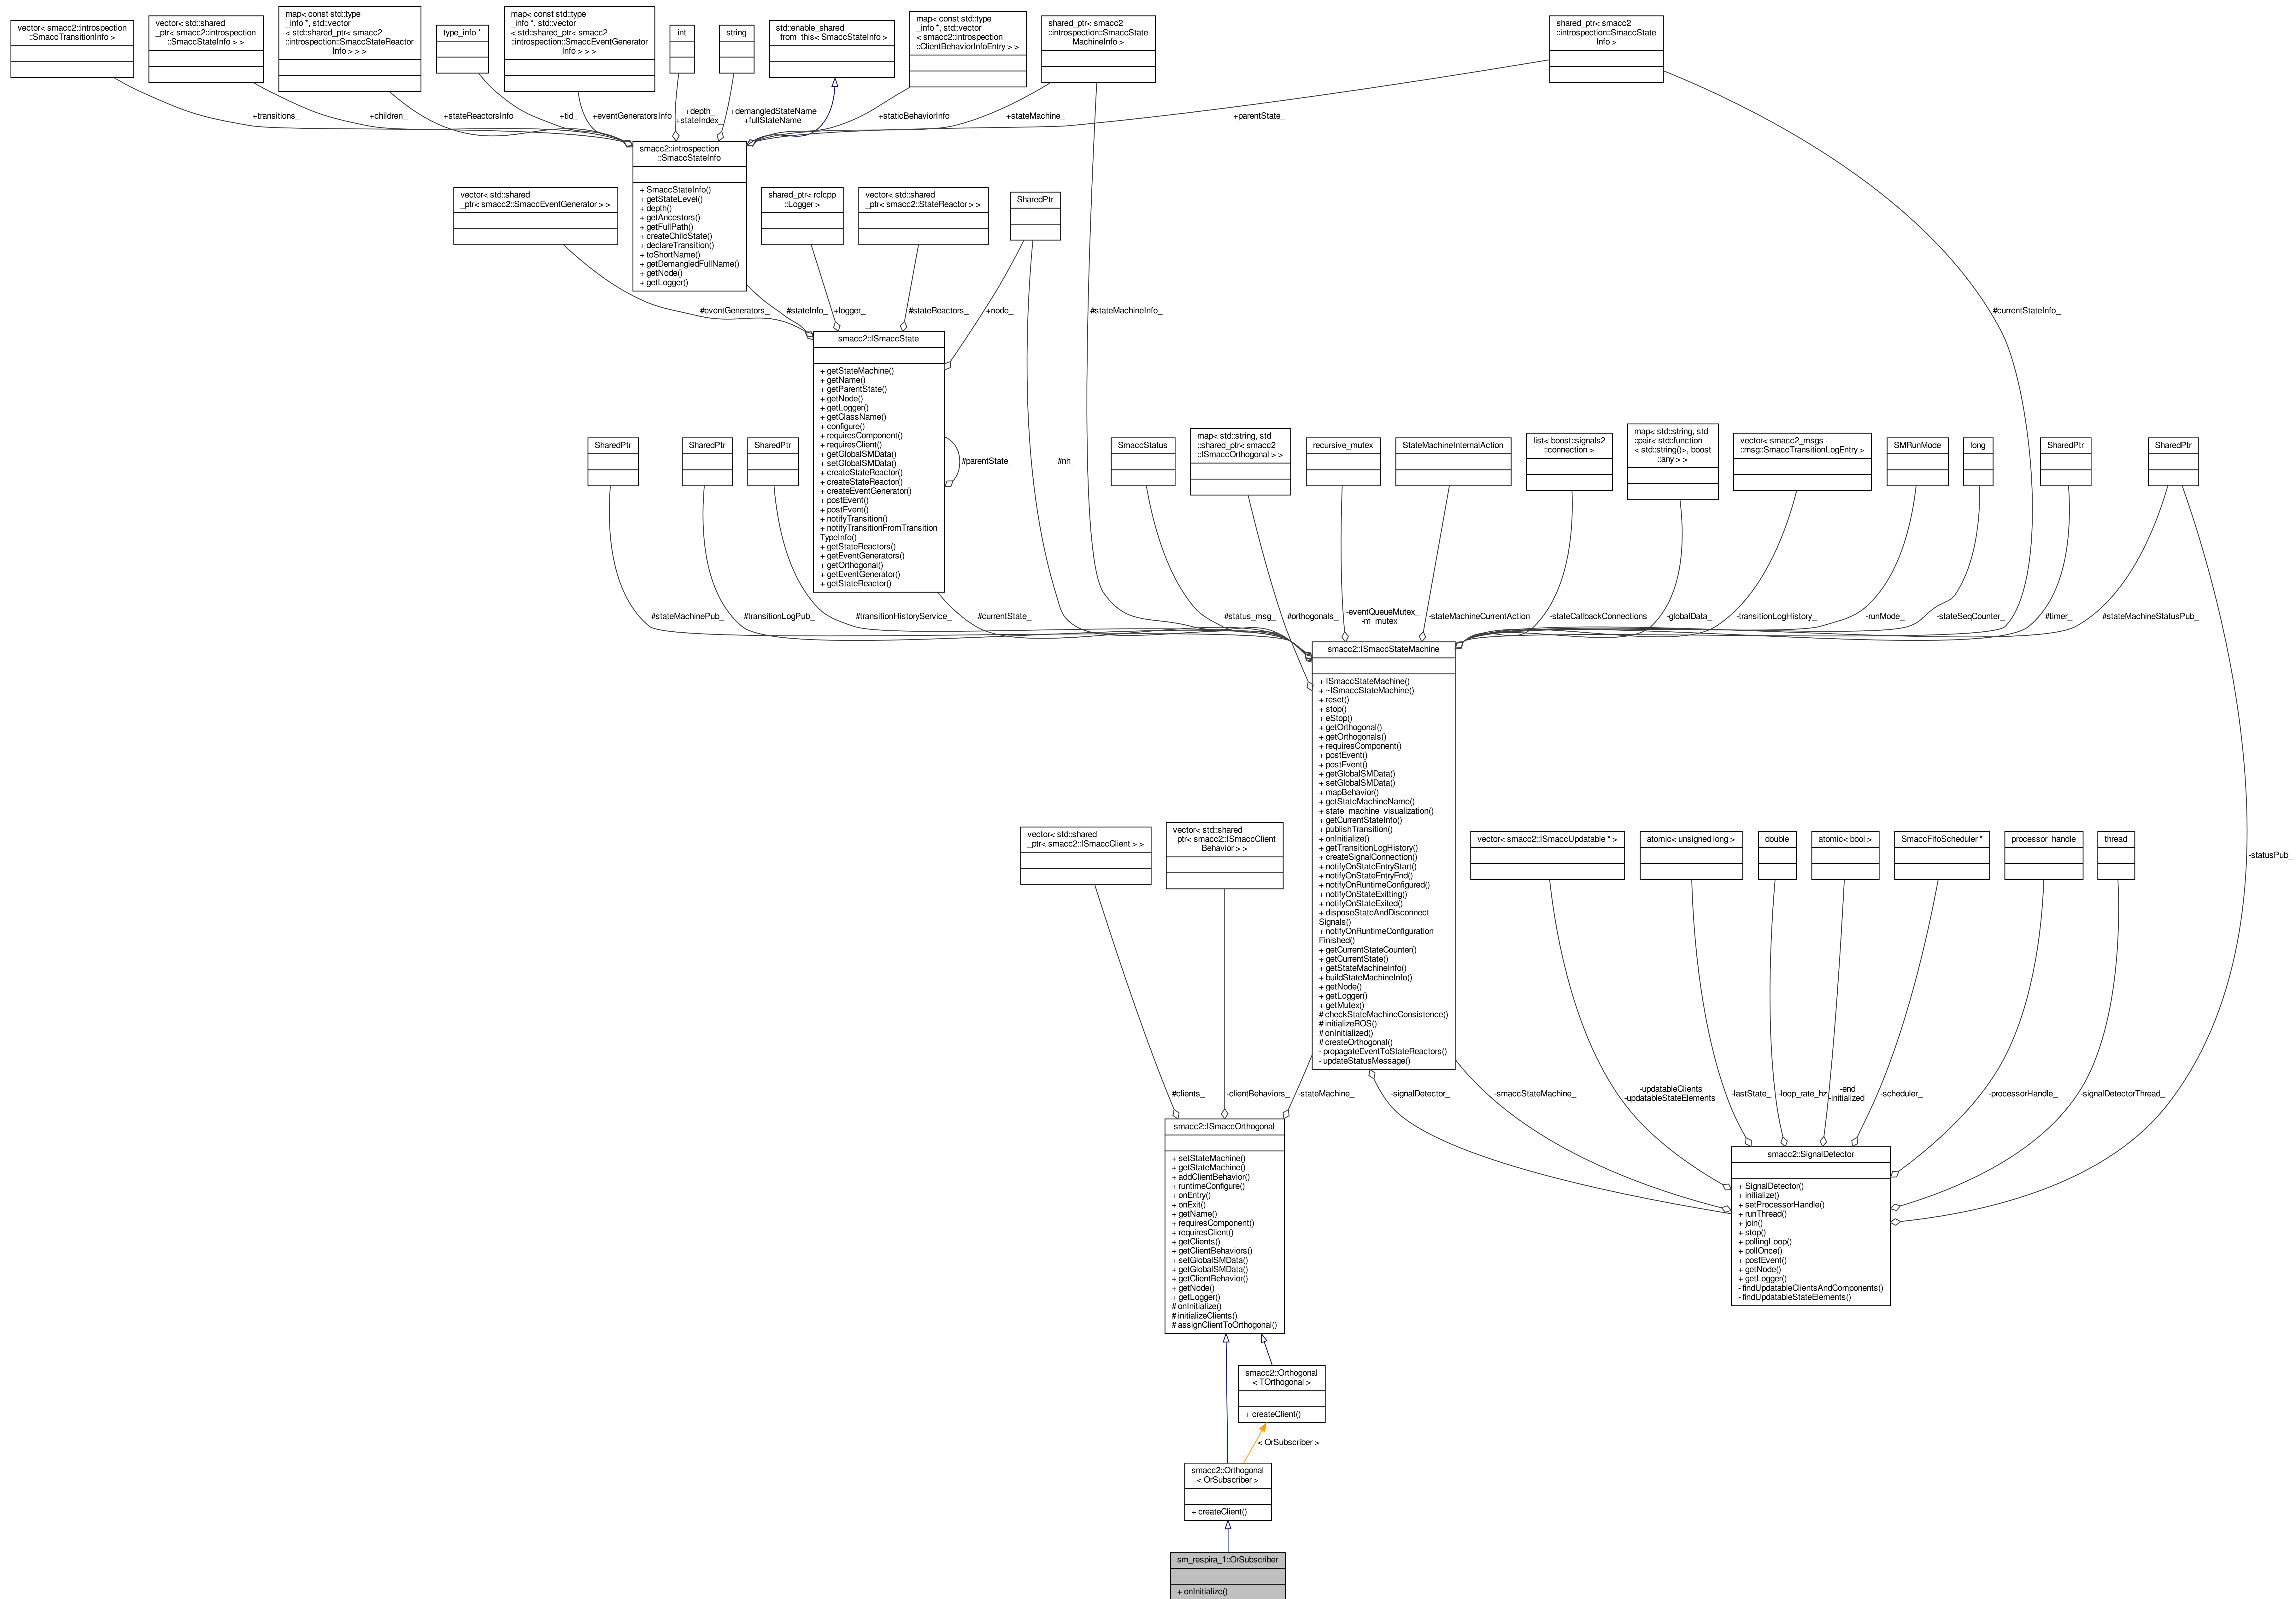 vector< smacc2::introspection
::SmaccTransitionInfo >
vector< std::shared
_ptr< smacc2::introspection
::SmaccStateInfo > >
map< const std::type
_info *, std::vector
< std::shared_ptr< smacc2
::introspection::SmaccStateReactor
Info > > >
type_info *
map< const std::type
_info *, std::vector
< std::shared_ptr< smacc2
::introspection::SmaccEventGenerator
Info > > >
int
string
std::enable_shared
_from_this< SmaccStateInfo >
map< const std::type
_info *, std::vector
< smacc2::introspection
::ClientBehaviorInfoEntry > >
shared_ptr< smacc2
::introspection::SmaccState
MachineInfo >
shared_ptr< smacc2
::introspection::SmaccState
Info >
+transitions_
+children_
+stateReactorsInfo
+tid_
+eventGeneratorsInfo
+depth_
+stateIndex_
+demangledStateName
+fullStateName
+staticBehaviorInfo
+stateMachine_
+parentState_
smacc2::introspection
::SmaccStateInfo
+ SmaccStateInfo()
+ getStateLevel()
+ depth()
+ getAncestors()
+ getFullPath()
+ createChildState()
+ declareTransition()
+ toShortName()
+ getDemangledFullName()
+ getNode()
+ getLogger()
vector< std::shared
_ptr< smacc2::SmaccEventGenerator > >
shared_ptr< rclcpp
::Logger >
vector< std::shared
_ptr< smacc2::StateReactor > >
SharedPtr
#eventGenerators_
#stateInfo_
+logger_
#stateReactors_
+node_
#stateMachineInfo_
#currentStateInfo_
smacc2::ISmaccState
+ getStateMachine()
+ getName()
+ getParentState()
+ getNode()
+ getLogger()
+ getClassName()
+ configure()
+ requiresComponent()
+ requiresClient()
+ getGlobalSMData()
+ setGlobalSMData()
+ createStateReactor()
+ createStateReactor()
+ createEventGenerator()
+ postEvent()
+ postEvent()
+ notifyTransition()
+ notifyTransitionFromTransition
TypeInfo()
+ getStateReactors()
+ getEventGenerators()
+ getOrthogonal()
+ getEventGenerator()
+ getStateReactor()
#parentState_
#nh_
SharedPtr
SharedPtr
SharedPtr
SmaccStatus
map< std::string, std
::shared_ptr< smacc2
::ISmaccOrthogonal > >
recursive_mutex
StateMachineInternalAction
list< boost::signals2
::connection >
map< std::string, std
::pair< std::function
< std::string()>, boost
::any > >
vector< smacc2_msgs
::msg::SmaccTransitionLogEntry >
SMRunMode
long
SharedPtr
SharedPtr
#stateMachinePub_
#transitionLogPub_
#transitionHistoryService_
#currentState_
#status_msg_
#orthogonals_
-eventQueueMutex_
-m_mutex_
-stateMachineCurrentAction
-stateCallbackConnections
-globalData_
-transitionLogHistory_
-runMode_
-stateSeqCounter_
#timer_
#stateMachineStatusPub_
smacc2::ISmaccStateMachine
+ ISmaccStateMachine()
+ ~ISmaccStateMachine()
+ reset()
+ stop()
+ eStop()
+ getOrthogonal()
+ getOrthogonals()
+ requiresComponent()
+ postEvent()
+ postEvent()
+ getGlobalSMData()
+ setGlobalSMData()
+ mapBehavior()
+ getStateMachineName()
+ state_machine_visualization()
+ getCurrentStateInfo()
+ publishTransition()
+ onInitialize()
+ getTransitionLogHistory()
+ createSignalConnection()
+ notifyOnStateEntryStart()
+ notifyOnStateEntryEnd()
+ notifyOnRuntimeConfigured()
+ notifyOnStateExitting()
+ notifyOnStateExited()
+ disposeStateAndDisconnect
Signals()
+ notifyOnRuntimeConfiguration
Finished()
+ getCurrentStateCounter()
+ getCurrentState()
+ getStateMachineInfo()
+ buildStateMachineInfo()
+ getNode()
+ getLogger()
+ getMutex()
# checkStateMachineConsistence()
# initializeROS()
# onInitialized()
# createOrthogonal()
- propagateEventToStateReactors()
- updateStatusMessage()
vector< std::shared
_ptr< smacc2::ISmaccClient > >
vector< std::shared
_ptr< smacc2::ISmaccClient
Behavior > >
vector< smacc2::ISmaccUpdatable * >
atomic< unsigned long >
double
atomic< bool >
SmaccFifoScheduler *
processor_handle
thread
-statusPub_
#clients_
-clientBehaviors_
-stateMachine_
-signalDetector_
-smaccStateMachine_
-updatableClients_
-updatableStateElements_
-lastState_
-loop_rate_hz
-end_
-initialized_
-scheduler_
-processorHandle_
-signalDetectorThread_
smacc2::ISmaccOrthogonal
+ setStateMachine()
+ getStateMachine()
+ addClientBehavior()
+ runtimeConfigure()
+ onEntry()
+ onExit()
+ getName()
+ requiresComponent()
+ requiresClient()
+ getClients()
+ getClientBehaviors()
+ setGlobalSMData()
+ getGlobalSMData()
+ getClientBehavior()
+ getNode()
+ getLogger()
# onInitialize()
# initializeClients()
# assignClientToOrthogonal()
smacc2::SignalDetector
+ SignalDetector()
+ initialize()
+ setProcessorHandle()
+ runThread()
+ join()
+ stop()
+ pollingLoop()
+ pollOnce()
+ postEvent()
+ getNode()
+ getLogger()
- findUpdatableClientsAndComponents()
- findUpdatableStateElements()
smacc2::Orthogonal
< TOrthogonal >
+ createClient()
< OrSubscriber >
smacc2::Orthogonal
< OrSubscriber >
+ createClient()
sm_respira_1::OrSubscriber
+ onInitialize()